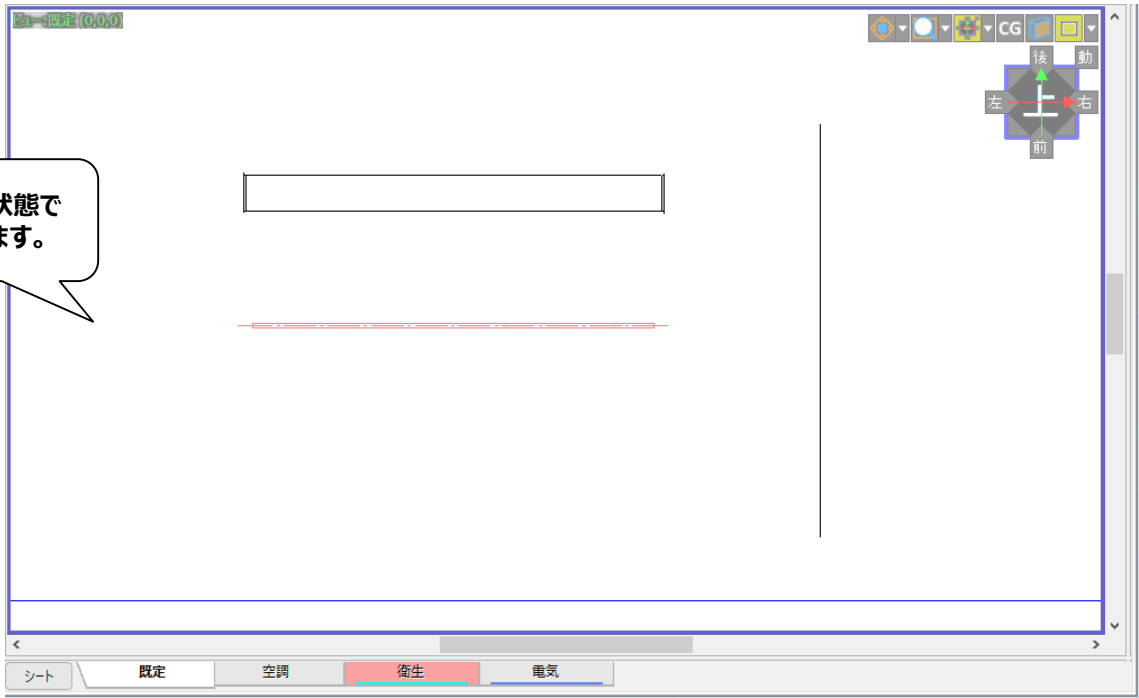 ビュー:既定 (0,0,0)
CG
後
動
左
右
前
状態で
ます。
シート
既定
空調
衛生
電気